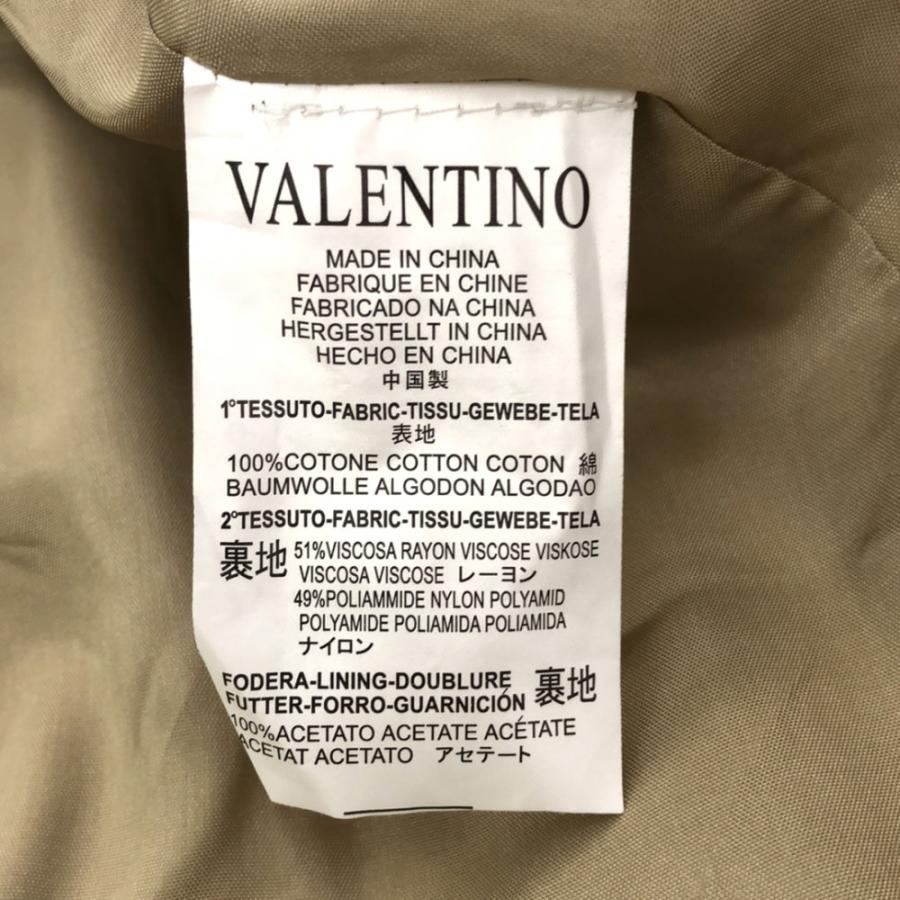 VALENTINO
MADE IN CHINA
FABRIQUE EN CHINE
FABRICADO NA CHINA
HERGESTELLT IN CHINA
HECHO EN CHINA
中国製
1°TESSUTO-FABRIC-TISSU-GEWEBE-TELA
表地
100%COTONE COTTON COTON 綿
BAUMWOLLE ALGODON ALGODAO
2°TESSUTO-FABRIC-TISSU-GEWEBE-TELA
裏地 51%VISCOSA RAYON VISCOSE VISKOSE
VISCOSA VISCOSE レーヨン
49%POLIAMMIDE NYLON POLYAMID
POLYAMIDE POLIAMIDA POLIAMIDA
ナイロン
FODERA-LINING-DOUBLURE 裏地
FUTTER-FORRO-GUARNICIÓN
100%ACETATO ACETATE ACÉTATE
ACETAT ACETATO アセテート